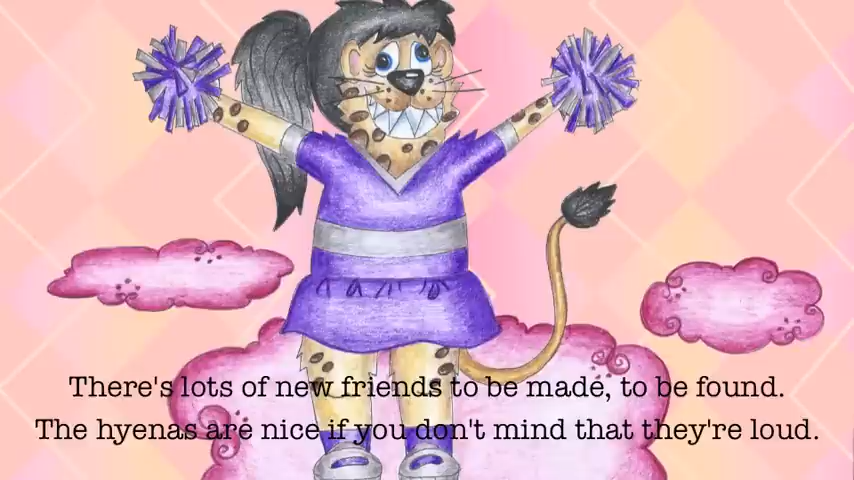 There's lots of new friends to be made, to be found.
The hyenas are nice if you don't mind that they're loud.